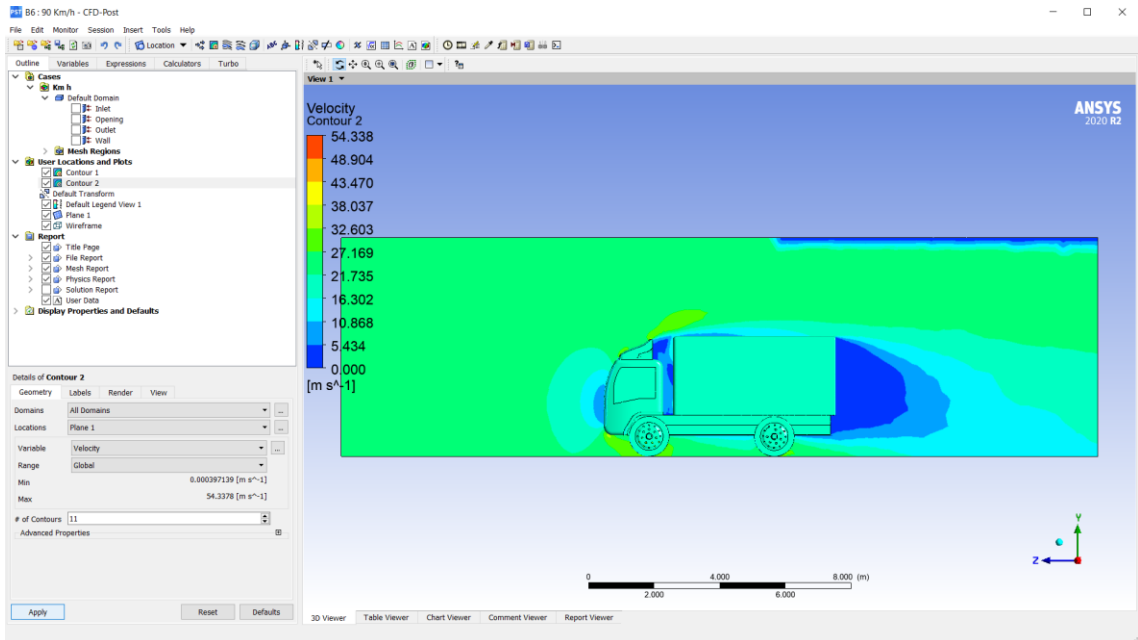 B6 : 90 Km/h - CFD-Post
File Edit Monitor Session Insert Tools Help
Location
Outline Variables Expressions Calculators Turbo
Cases
Km h
Default Domain
Inlet
Opening
Outlet
Wall
Mesh Regions
User Locations and Plots
Contour 1
Contour 2
Default Transform
Default Legend View 1
Plane 1
Wireframe
Report
Title Page
File Report
Mesh Report
Physics Report
Solution Report
User Data
Display Properties and Defaults
Details of Contour 2
Geometry Labels Render View
Domains All Domains
Locations Plane 1
Variable Velocity
Range Global
Min 0.000397139 [m s^-1]
Max 54.3378 [m s^-1]
# of Contours 11
Advanced Properties
Apply Reset Defaults
View 1
Velocity
Contour 2
54.338
48.904
43.470
38.037
32.603
27.169
21.735
16.302
10.868
5.434
0.000
[m s^-1]
ANSYS
2020 R2
Y
Z
0 4.000 8.000 (m)
2.000 6.000
3D Viewer Table Viewer Chart Viewer Comment Viewer Report Viewer